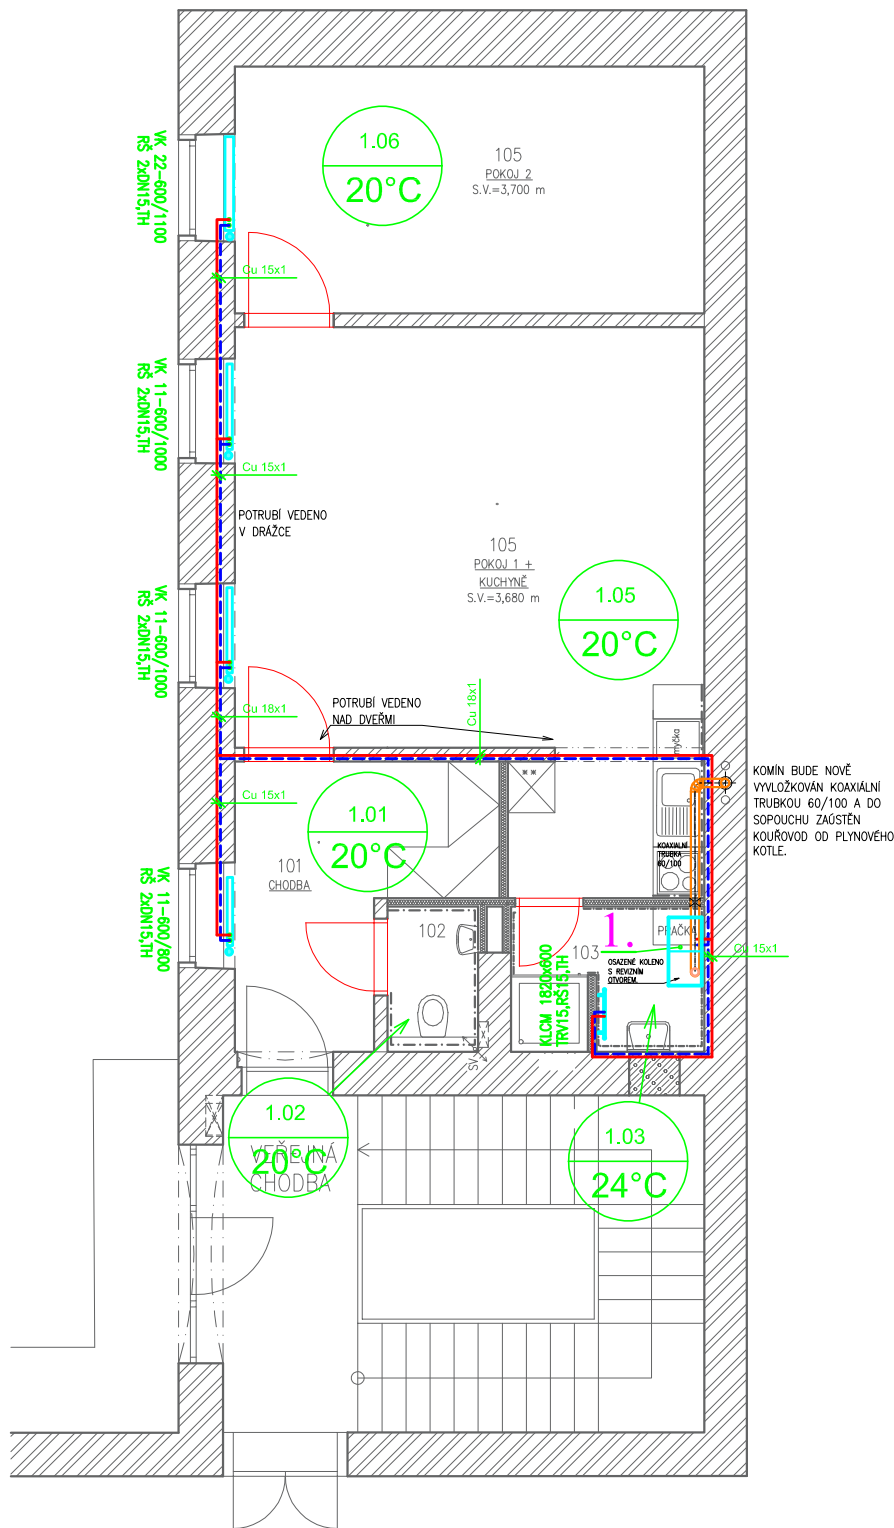 1.06
20°C
105
POKOJ 2
S.V.=3,700 m
VK 22-600/1100
RŠ 2xDN15,TH
Cu 15x1
VK 11-600/1000
RŠ 2xDN15,TH
Cu 15x1
POTRUBÍ VEDENO
V DRÁŽCE
105
POKOJ 1 +
KUCHYNĚ
S.V.=3,680 m
1.05
20°C
VK 11-600/1000
RŠ 2xDN15,TH
Cu 18x1
POTRUBÍ VEDENO
NAD DVEŘMI
Cu 18x1
myčka
KOMÍN BUDE NOVĚ
VYVLOŽKOVÁN KOAXIÁLNÍ
TRUBKOU 60/100 A DO
SOPOUCHU ZAÚSTĚN
KOUŘOVOD OD PLYNOVÉHO
KOTLE.
Cu 15x1
1.01
20°C
101
CHODBA
KOAXIALNI
TRUBKA
60/100
VK 11-600/800
RŠ 2xDN15,TH
102
103
1.
PRAČKA
OSAZENÉ KOLENO
S REVIZNÍM
OTVOREM.
Cu 15x1
KLCM 1820x600
TRV15,RŠ15,TH
SV
1.02
20°C
VEŘEJNÁ
CHODBA
1.03
24°C